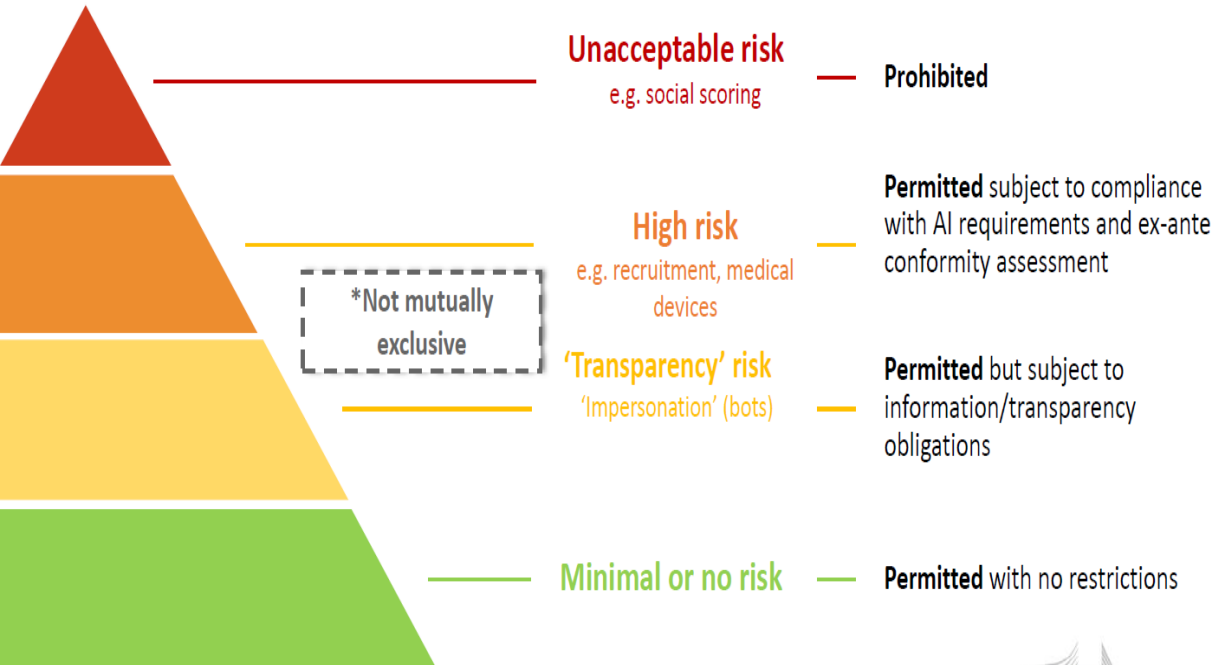 Unacceptable risk
e.g. social scoring
Prohibited
High risk
e.g. recruitment, medical
devices
Permitted subject to compliance
with AI requirements and ex-ante
conformity assessment
*Not mutually
exclusive
‘Transparency’ risk
‘Impersonation’ (bots)
Permitted but subject to
information/transparency
obligations
Minimal or no risk
Permitted with no restrictions